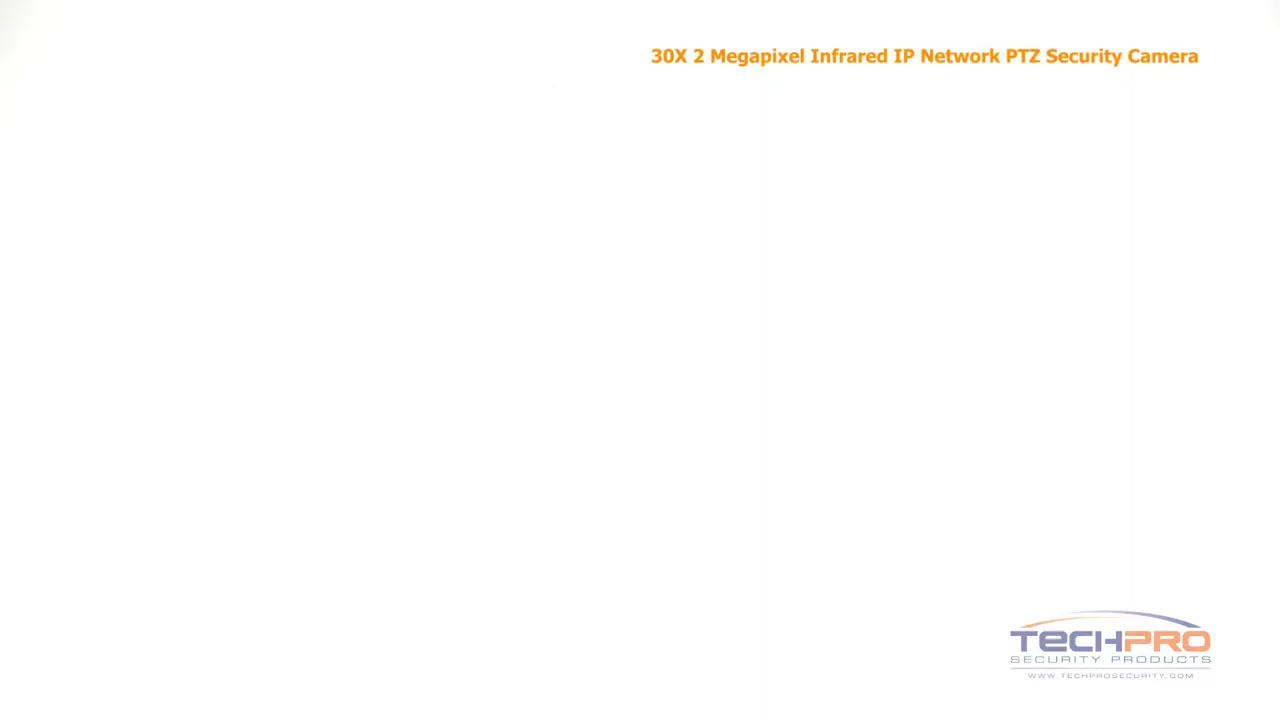 30X 2 Megapixel Infrared IP Network PTZ Security Camera
TECHPRO
SECURITY PRODUCTS
WWW.TECHPROSECURITY.COM